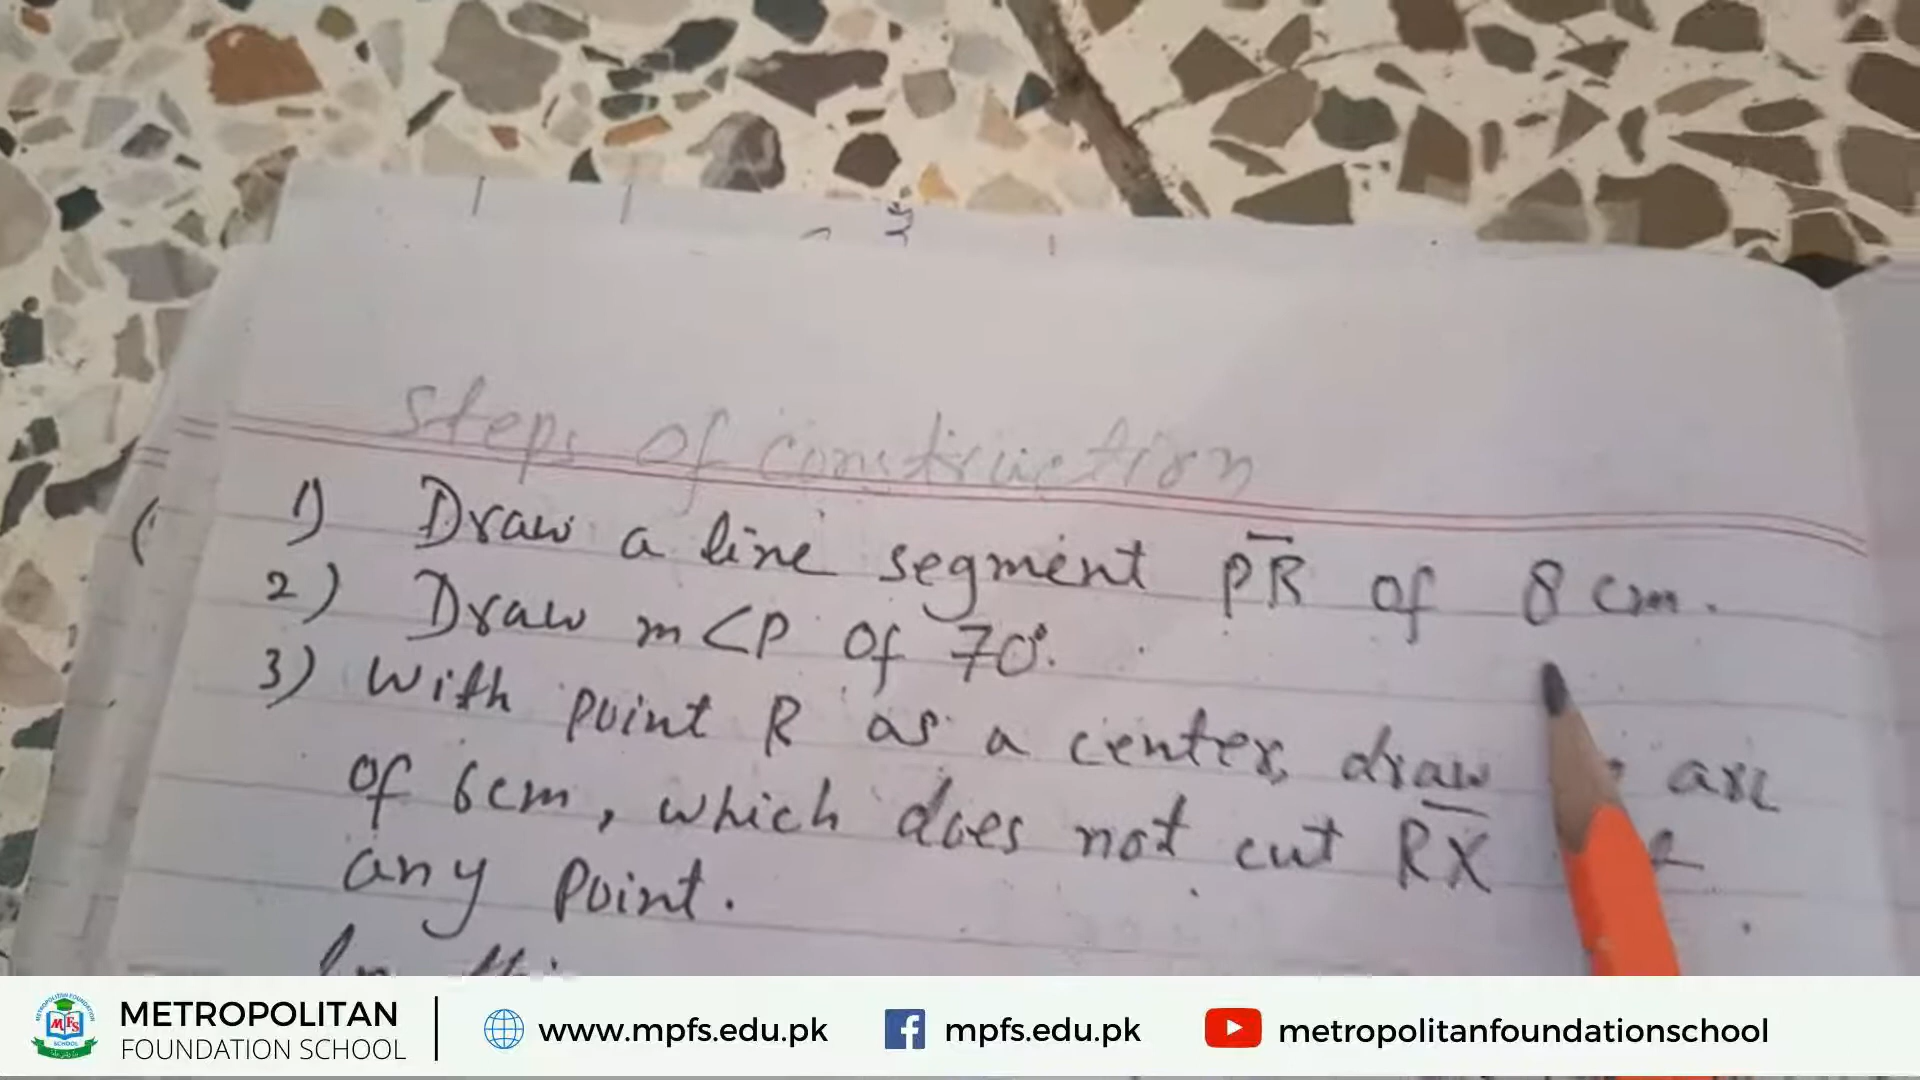 Steps of construction
1) Draw a line segment P̅R̅ of 8 cm.
2) Draw m<P of 70°.
3) With point R as a center, draw arc
of 6cm, which does not cut R̅X̅
any point.
METROPOLITAN
FOUNDATION SCHOOL
www.mpfs.edu.pk
mpfs.edu.pk
metropolitanfoundationschool
MFS
SCHOOL